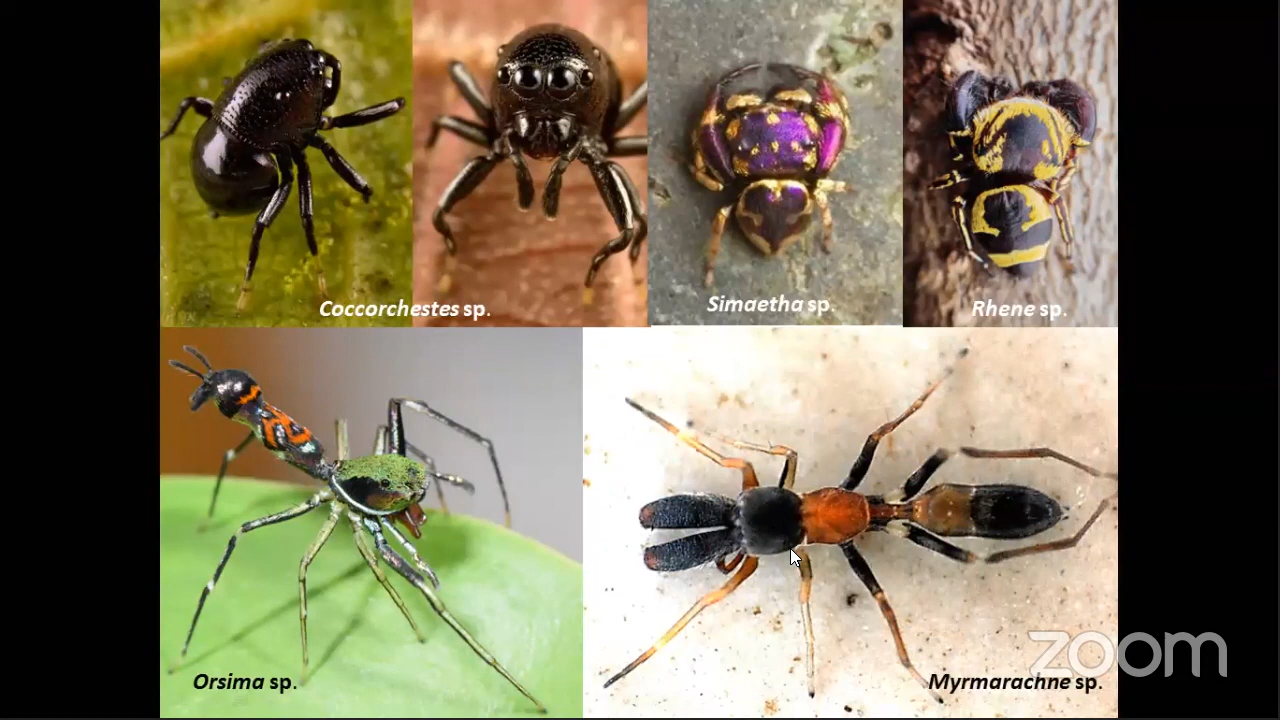 Coccorchestes sp.
Simaetha sp.
Rhene sp.
Orsima sp.
Myrmarachne sp.
zoom